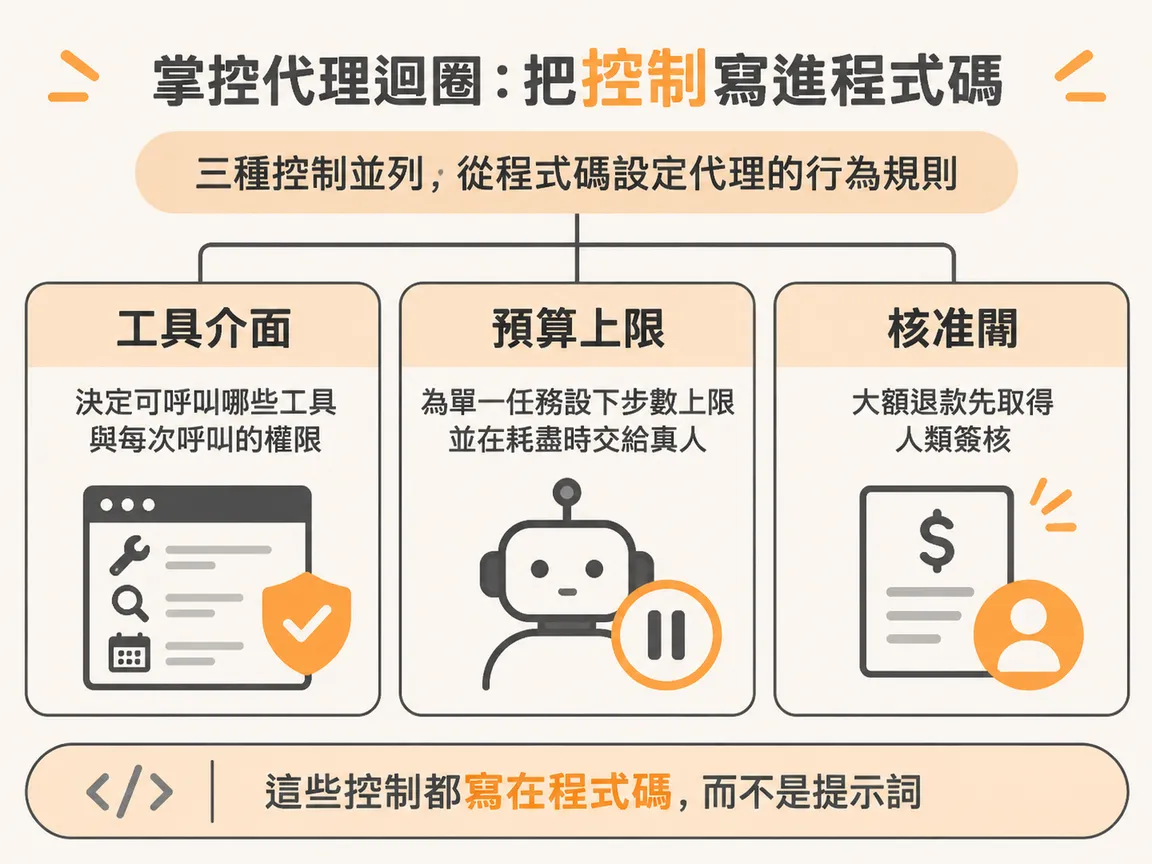 掌控代理迴圈：把控制寫進程式碼
三種控制並列，從程式碼設定代理的行為規則
工具介面
決定可呼叫哪些工具
與每次呼叫的權限
預算上限
為單一任務設下步數上限
並在耗盡時交給真人
核准
大額退款先取得
人類簽核
$
</>
這些控制都寫在程式碼，而不是提示詞